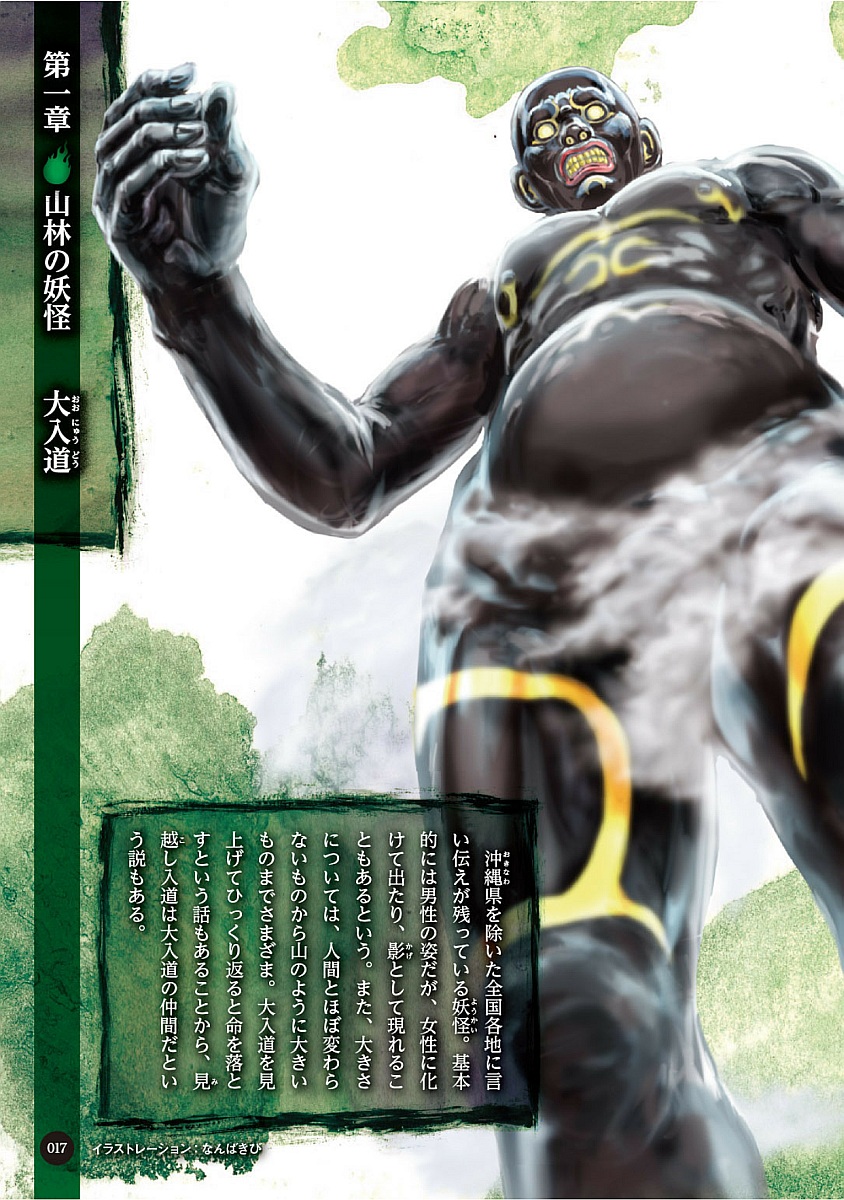 第一章 山林の妖怪 大入道
おお にゅう どう
沖縄県を除いた全国各地に言
おきなわ
い伝えが残っている妖怪。基本
ようかい
的には男性の姿だが、女性に化
けて出たり、影として現れるこ
かげ
ともあるという。また、大きさ
については、人間とほぼ変わら
ないものから山のように大きい
ものまでさまざま。大入道を見
上げてひっくり返ると命を落と
すという話もあることから、見
み
越し入道は大入道の仲間だとい
こ
う説もある。
017
イラストレーション：なんばきび